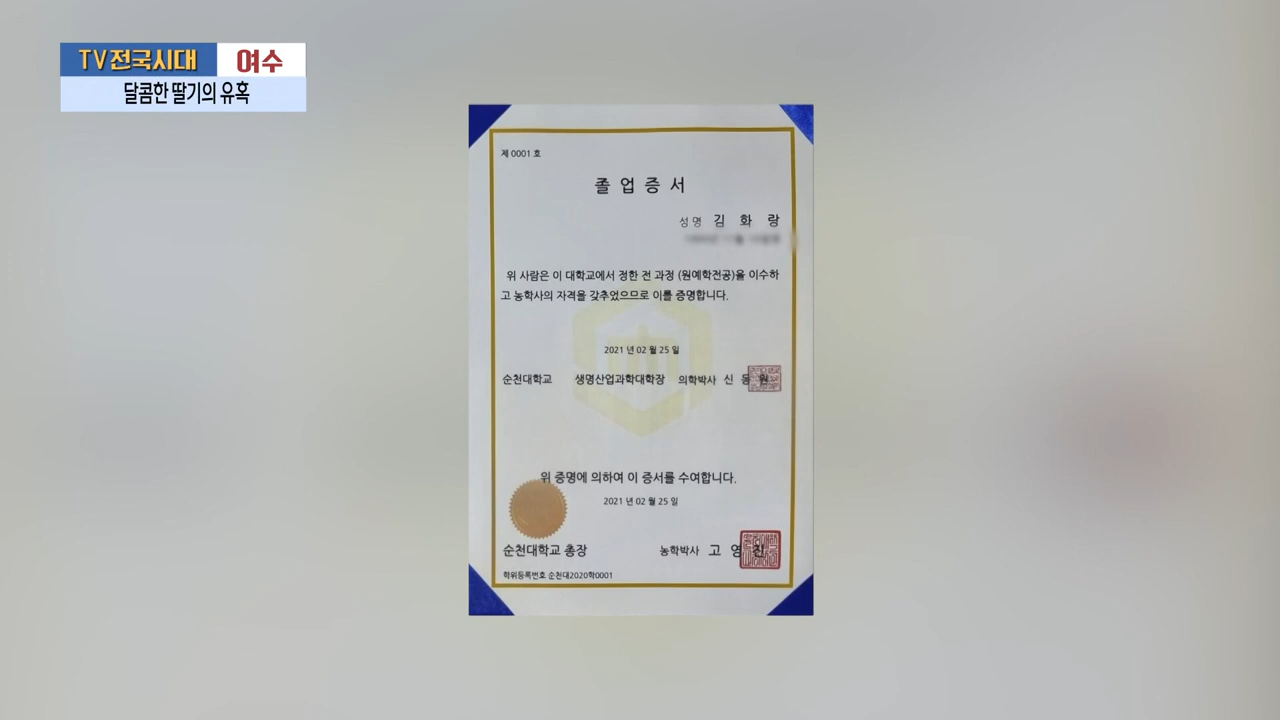 TV전국시대 여수
달콤한 딸기의 유혹
제 0001 호
졸 업 증 서
성 명 김 화 랑
위 사람은 이 대학교에서 정한 전 과정 (원예학전공)을 이수하
고 농학사의 자격을 갖추었으므로 이를 증명합니다.
2021 년 02 월 25 일
순천대학교 생명산업과학대학장 의학박사 신 동 원
위 증명에 의하여 이 증서를 수여합니다.
2021 년 02 월 25 일
순천대학교 총장 농학박사 고 영 진
학위등록번호 순천대2020학0001